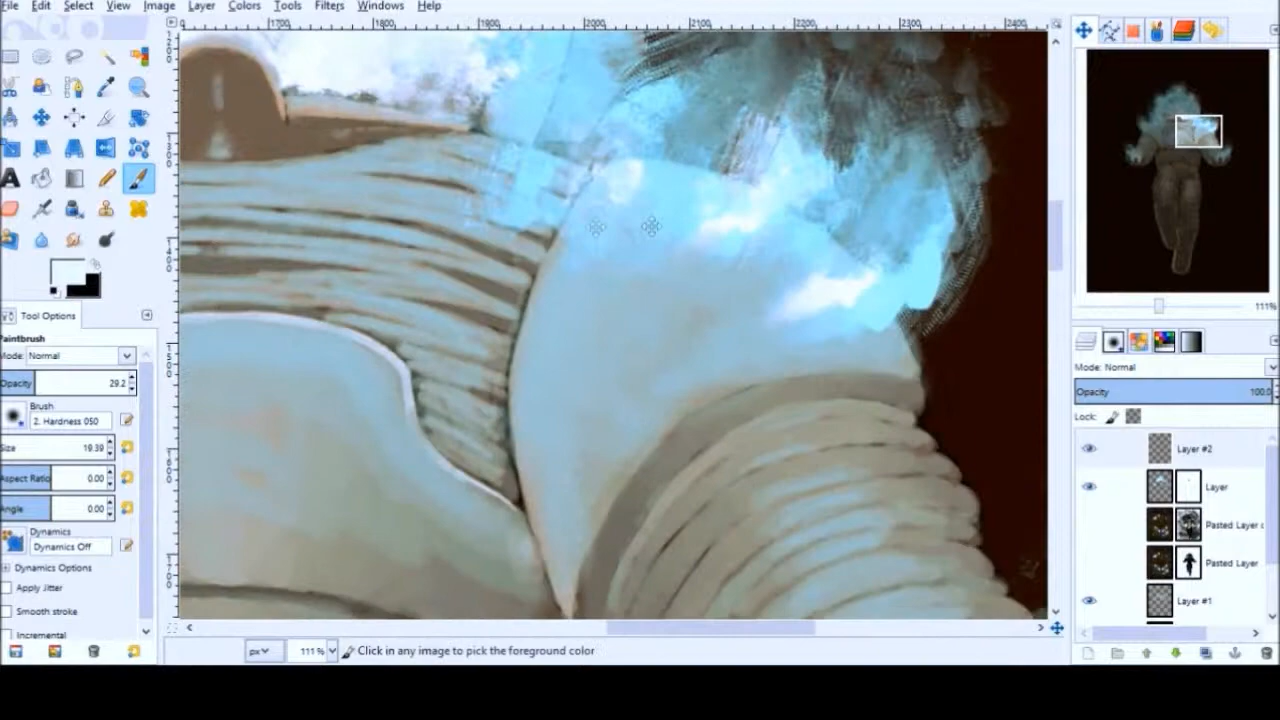 File Edit Select View Image Layer Colors Tools Filters Windows Help
1700 1800 1900 2000 2100 2200 2300 2400
Tool Options
Paintbrush
Mode: Normal
Opacity 29.2
Brush
2. Hardness 050
Size 19.39
Aspect Ratio 0.00
Angle 0.00
Dynamics
Dynamics Off
Dynamics Options
Apply Jitter
Smooth stroke
Incremental
px 111 % Click in any image to pick the foreground color
111%
Mode: Normal
Opacity 100.0
Lock:
Layer #2
Layer
Pasted Layer c
Pasted Layer
Layer #1